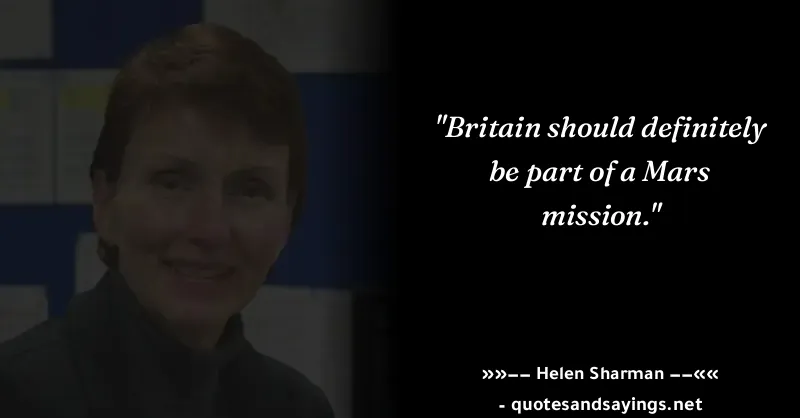 "Britain should definitely
be part of a Mars
mission."
»»–– Helen Sharman ––««
- quotesandsayings.net